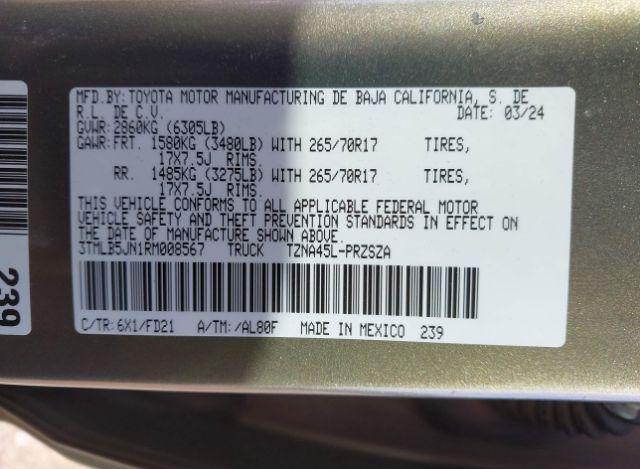 MFD.BY:TOYOTA MOTOR MANUFACTURING DE BAJA CALIFORNIA, S. DE
R.L. DE C.V. DATE: 03/24
GVWR: 2860KG (6305LB)
GAWR:FRT. 1580KG (3480LB) WITH 265/70R17 TIRES,
17X7.5J RIMS.
RR. 1485KG (3275LB) WITH 265/70R17 TIRES,
17X7.5J RIMS.
THIS VEHICLE CONFORMS TO ALL APPLICABLE FEDERAL MOTOR
VEHICLE SAFETY AND THEFT PREVENTION STANDARDS IN EFFECT ON
THE DATE OF MANUFACTURE SHOWN ABOVE.
3TMLB5JN1RM008567 TRUCK TZNA45L-PRZSZA
C/TR:6X1/FD21 A/TM:/AL80F MADE IN MEXICO 239
239